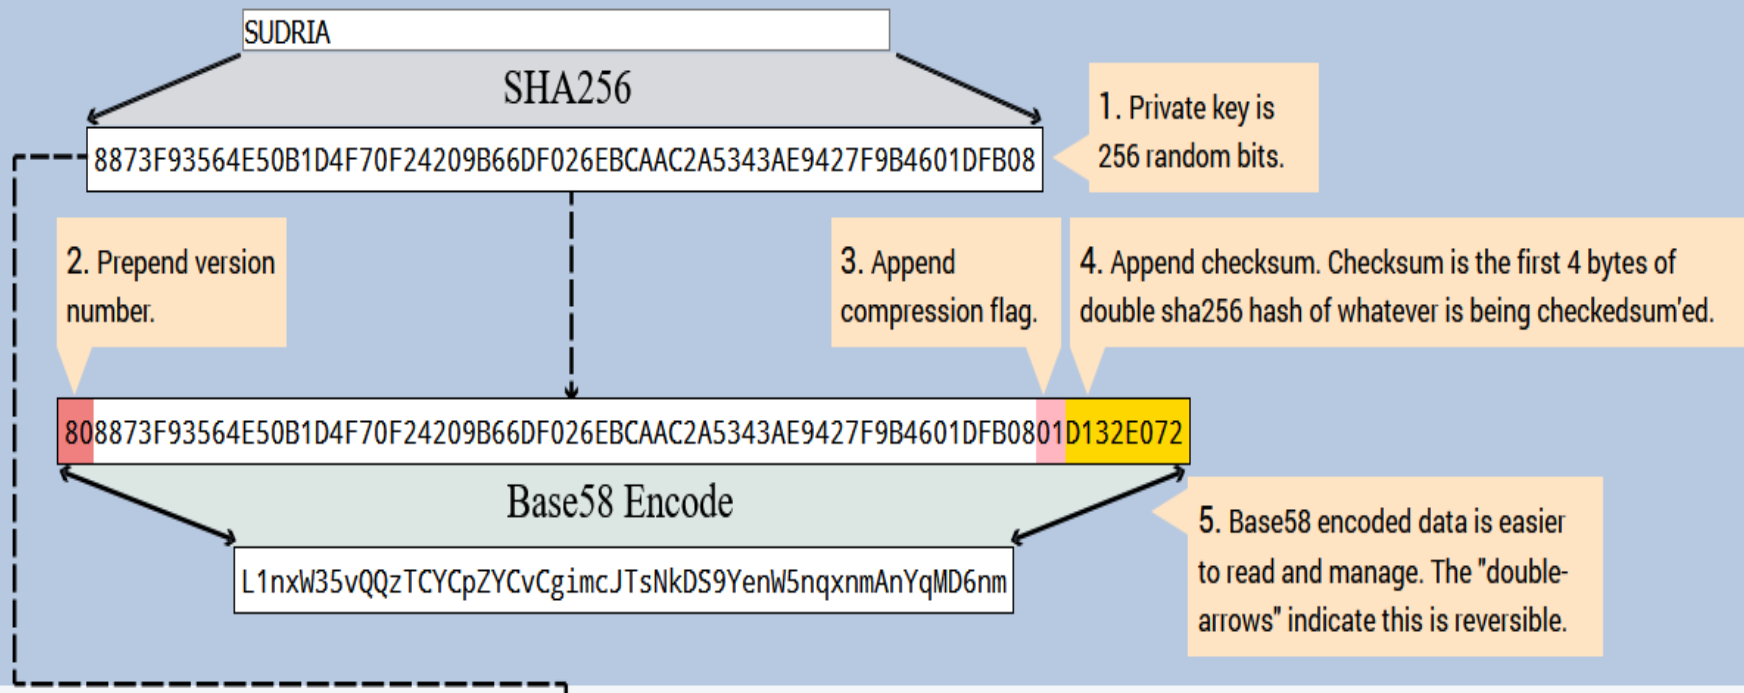 SUDRIA
SHA256
8873F93564E50B1D4F70F24209B66DF026EBCAAC2A5343AE9427F9B4601DFB08
1. Private key is
256 random bits.
2. Prepend version
number.
3. Append
compression flag.
4. Append checksum. Checksum is the first 4 bytes of
double sha256 hash of whatever is being checkedsum'ed.
808873F93564E50B1D4F70F24209B66DF026EBCAAC2A5343AE9427F9B4601DFB0801D132E072
Base58 Encode
L1nxW35vQQzTCYCpZYCvCgimcJTsNkDS9YenW5nqxnmAnYqMD6nm
5. Base58 encoded data is easier
to read and manage. The "double-
arrows" indicate this is reversible.